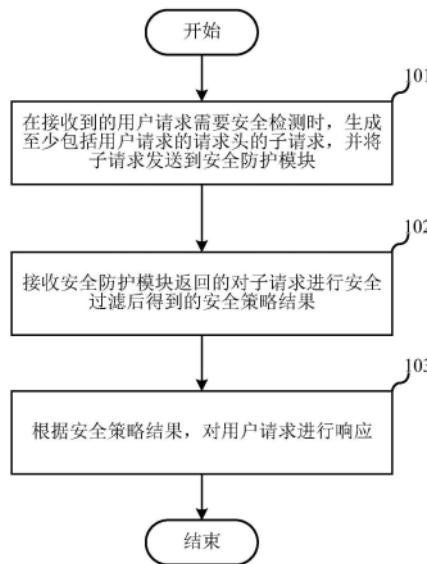 开始
101
在接收到的用户请求需要安全检测时，生成
至少包括用户请求的请求头的子请求，并将
子请求发送到安全防护模块
102
接收安全防护模块返回的对子请求进行安全
过滤后得到的安全策略结果
103
根据安全策略结果，对用户请求进行响应
结束